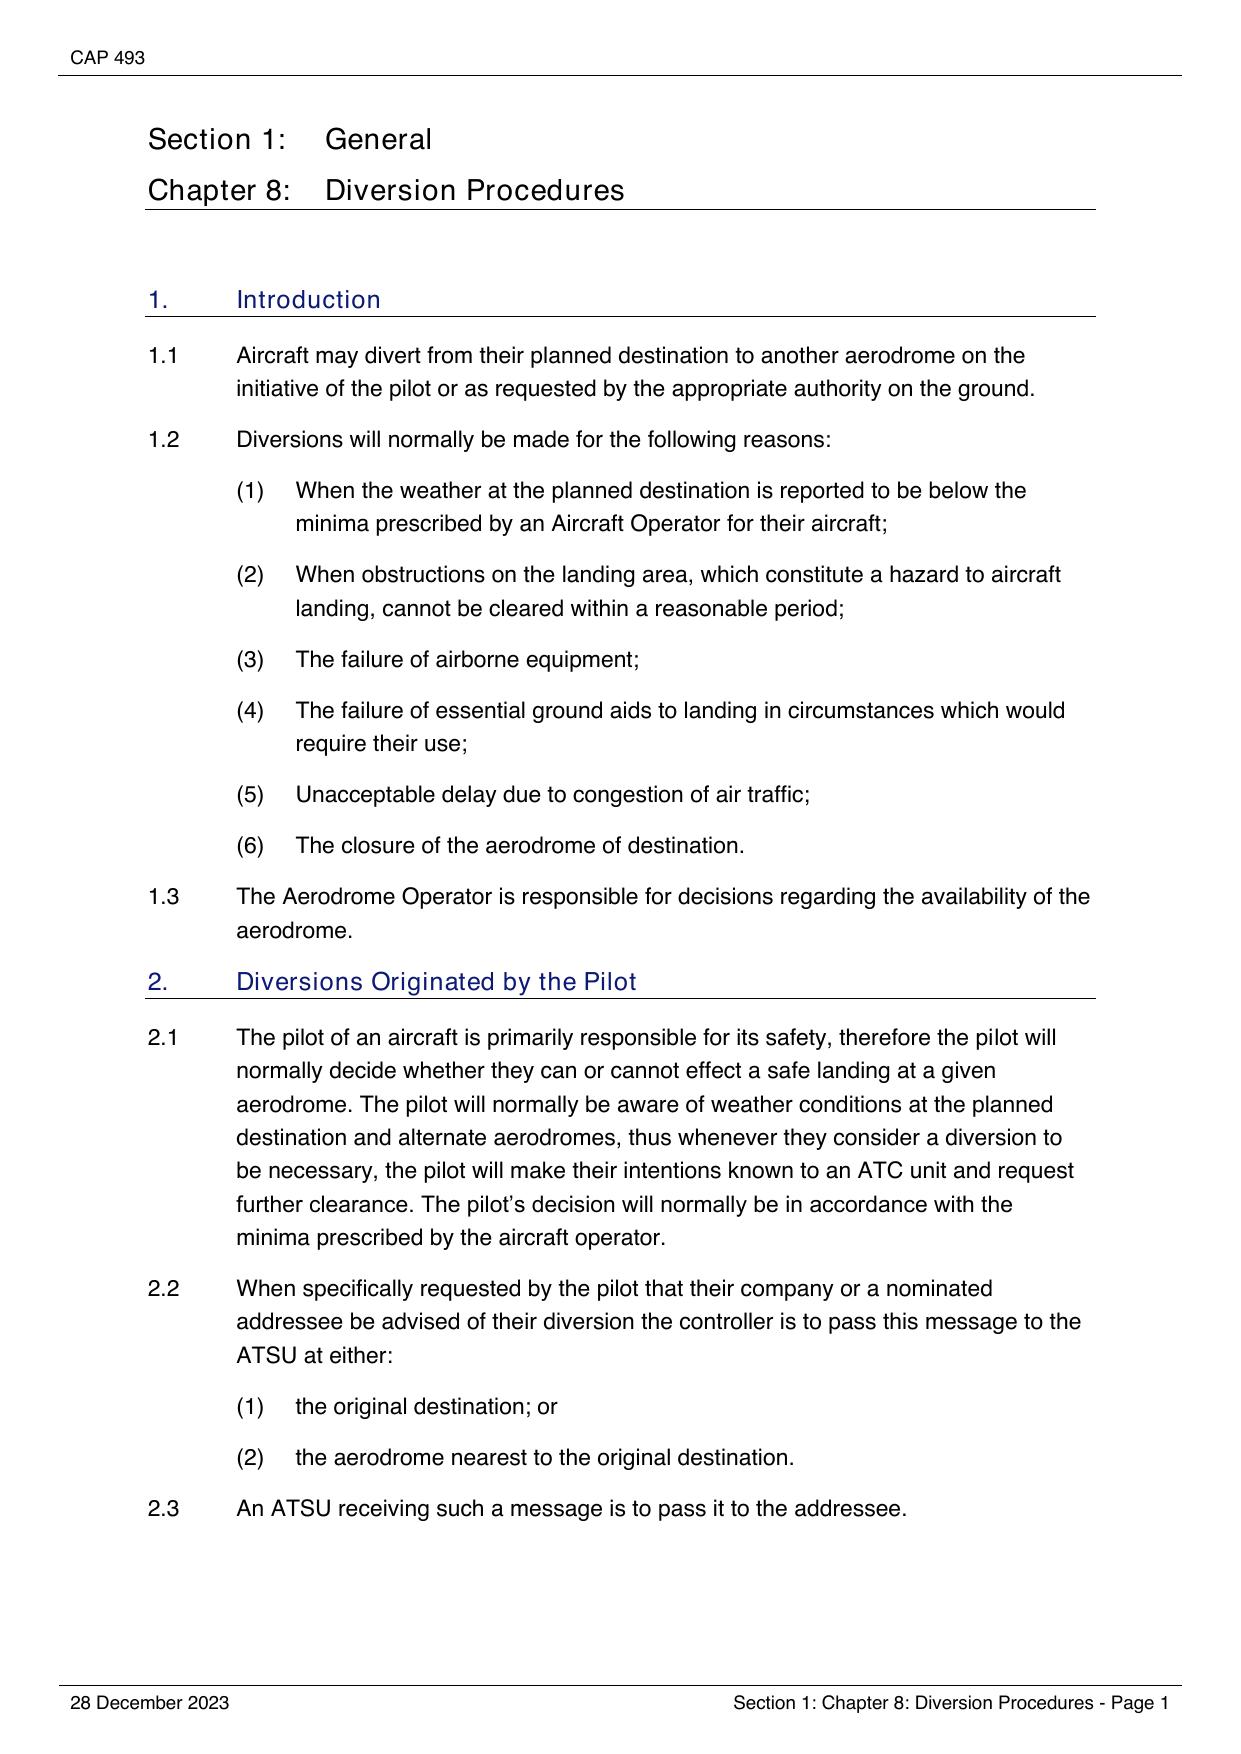 CAP 493
Section 1: General
Chapter 8: Diversion Procedures
1. Introduction
1.1 Aircraft may divert from their planned destination to another aerodrome on the
initiative of the pilot or as requested by the appropriate authority on the ground.
1.2 Diversions will normally be made for the following reasons:
(1) When the weather at the planned destination is reported to be below the
minima prescribed by an Aircraft Operator for their aircraft;
(2) When obstructions on the landing area, which constitute a hazard to aircraft
landing, cannot be cleared within a reasonable period;
(3) The failure of airborne equipment;
(4) The failure of essential ground aids to landing in circumstances which would
require their use;
(5) Unacceptable delay due to congestion of air traffic;
(6) The closure of the aerodrome of destination.
1.3 The Aerodrome Operator is responsible for decisions regarding the availability of the
aerodrome.
2. Diversions Originated by the Pilot
2.1 The pilot of an aircraft is primarily responsible for its safety, therefore the pilot will
normally decide whether they can or cannot effect a safe landing at a given
aerodrome. The pilot will normally be aware of weather conditions at the planned
destination and alternate aerodromes, thus whenever they consider a diversion to
be necessary, the pilot will make their intentions known to an ATC unit and request
further clearance. The pilot’s decision will normally be in accordance with the
minima prescribed by the aircraft operator.
2.2 When specifically requested by the pilot that their company or a nominated
addressee be advised of their diversion the controller is to pass this message to the
ATSU at either:
(1) the original destination; or
(2) the aerodrome nearest to the original destination.
2.3 An ATSU receiving such a message is to pass it to the addressee.
28 December 2023 Section 1: Chapter 8: Diversion Procedures - Page 1